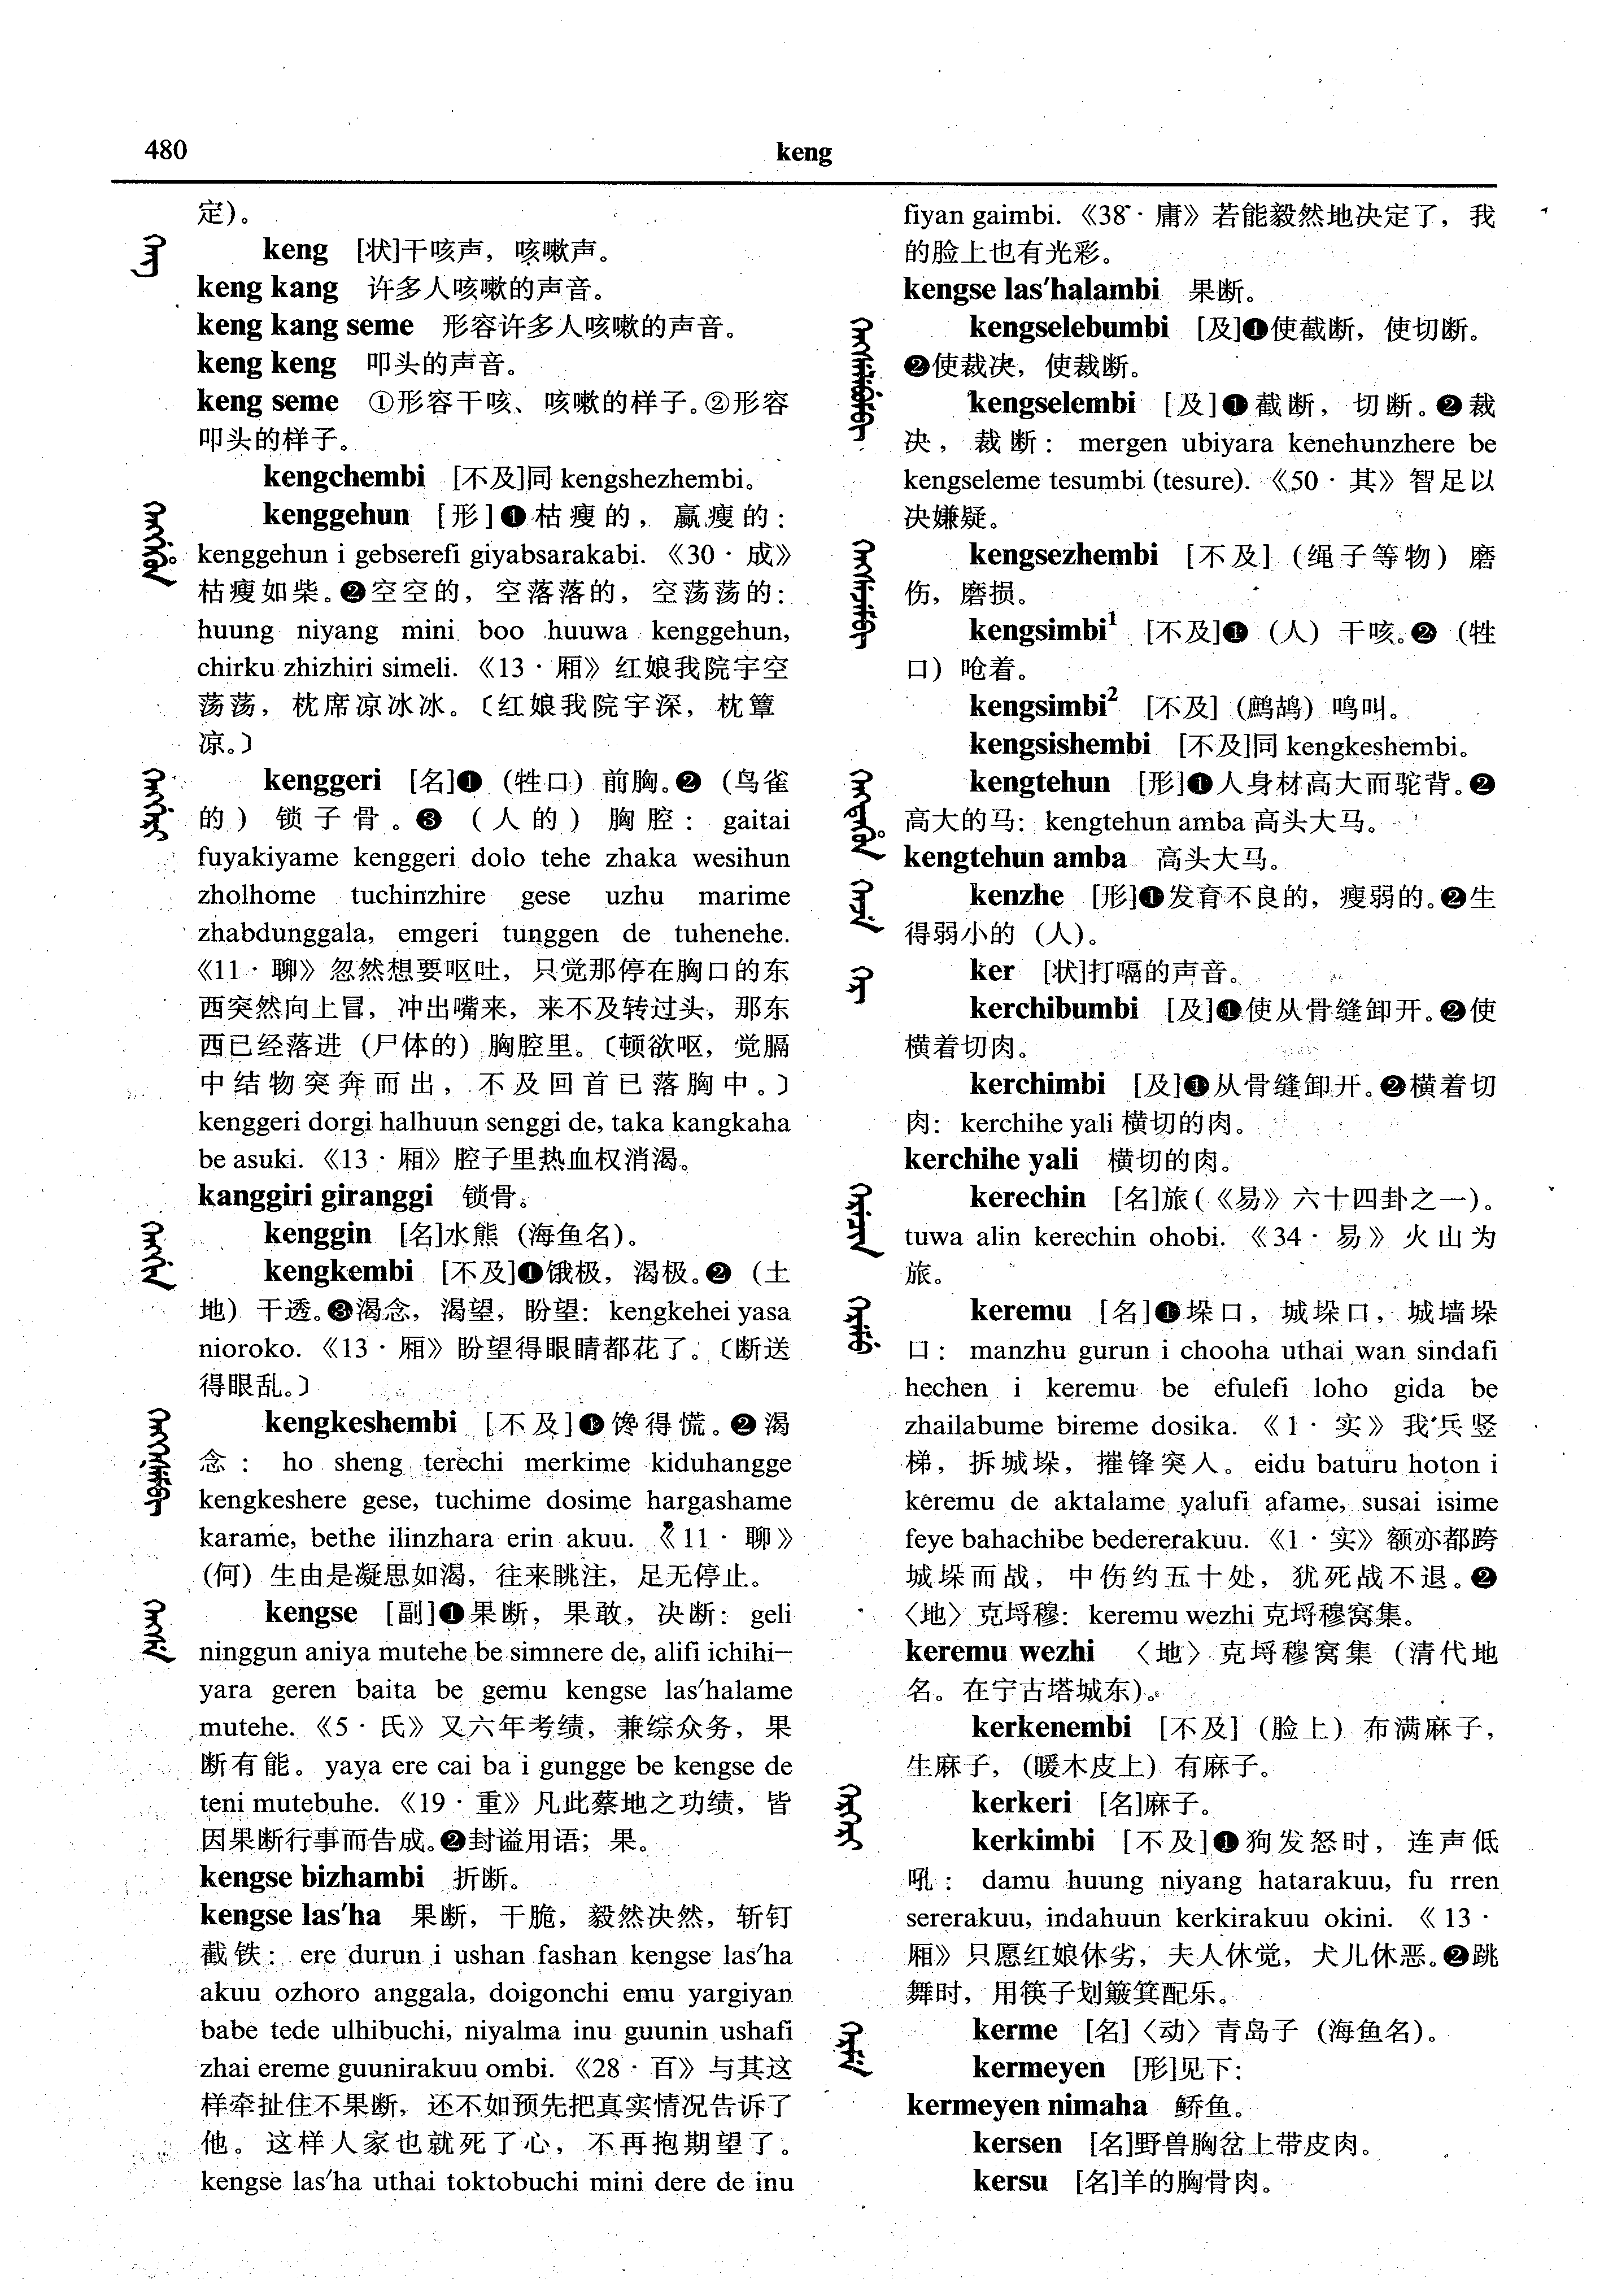 480
keng
定)。
keng [状]干咳声，咳嗽声。
keng kang 许多人咳嗽的声音。
keng kang seme 形容许多人咳嗽的声音。
keng keng 叩头的声音。
keng seme ①形容干咳、咳嗽的样子。②形容
叩头的样子。
kengchembi [不及]同 kengshezhembi。
kenggehun [形]❶枯瘦的，赢瘦的：
kenggehun i gebserefi giyabsarakabi.《30·成》
枯瘦如柴。❷空空的，空落落的，空荡荡的：
huung niyang mini boo huuwa kenggehun,
chirku zhizhiri simeli.《13·厢》红娘我院宇空
荡荡，枕席凉冰冰。〔红娘我院宇深，枕簟
凉。〕
kenggeri [名]❶（牲口）前胸。❷（鸟雀
的）锁子骨。❸（人的）胸腔：gaitai
fuyakiyame kenggeri dolo tehe zhaka wesihun
zholhome tuchinzhire gese uzhu marime
zhabdunggala, emgeri tunggen de tuhenehe.
《11·聊》忽然想要呕吐，只觉那停在胸口的东
西突然向上冒，冲出嘴来，来不及转过头，那东
西已经落进（尸体的）胸腔里。〔顿欲呕，觉膈
中结物突奔而出，不及回首已落胸中。〕
kenggeri dorgi halhuun senggi de, taka kangkaha
be asuki.《13·厢》腔子里热血权消渴。
kanggiri giranggi 锁骨。
kenggin [名]水熊（海鱼名）。
kengkembi [不及]❶饿极，渴极。❷（土
地）干透。❸渴念，渴望，盼望：kengkehei yasa
nioroko.《13·厢》盼望得眼睛都花了。〔断送
得眼乱。〕
kengkeshembi [不及]❶馋得慌。❷渴
念：ho sheng terechi merkime kiduhangge
kengkeshere gese, tuchime dosime hargashame
karame, bethe ilinzhara erin akuu.《11·聊》
(何）生由是凝思如渴，往来眺注，足无停止。
kengse [副]❶果断，果敢，决断：geli
ninggun aniya mutehe be simnere de, alifi ichihi-
yara geren baita be gemu kengse las'halame
mutehe.《5·氏》又六年考绩，兼综众务，果
断有能。yaya ere cai ba i gungge be kengse de
teni mutebuhe.《19·重》凡此蔡地之功绩，皆
因果断行事而告成。❷封谥用语；果。
kengse bizhambi 折断。
kengse las'ha 果断，干脆，毅然决然，斩钉
截铁：ere durun i ushan fashan kengse las'ha
akuu ozhoro anggala, doigonchi emu yargiyan
babe tede ulhibuchi, niyalma inu guunin ushafi
zhai ereme guunirakuu ombi.《28·百》与其这
样牵扯住不果断，还不如预先把真实情况告诉了
他。这样人家也就死了心，不再抱期望了。
kengse las'ha uthai toktobuchi mini dere de inu
fiyan gaimbi.《38·庸》若能毅然地决定了，我
的脸上也有光彩。
kengse las'halambi 果断。
kengselebumbi [及]❶使截断，使切断。
❷使裁决，使裁断。
kengselembi [及]❶截断，切断。❷裁
决，裁断：mergen ubiyara kenehunzhere be
kengseleme tesumbi (tesure).《50·其》智足以
决嫌疑。
kengsezhembi [不及]（绳子等物）磨
伤，磨损。
kengsimbi¹ [不及]❶（人）干咳。❷（牲
口）呛着。
kengsimbi² [不及]（鹧鸪）鸣叫。
kengsishembi [不及]同 kengkeshembi。
kengtehun [形]❶人身材高大而驼背。❷
高大的马：kengtehun amba 高头大马。
kengtehun amba 高头大马。
kenzhe [形]❶发育不良的，瘦弱的。❷生
得弱小的（人）。
ker [状]打嗝的声音。
kerchibumbi [及]❶使从骨缝卸开。❷使
横着切肉。
kerchimbi [及]❶从骨缝卸开。❷横着切
肉：kerchihe yali 横切的肉。
kerchihe yali 横切的肉。
kerechin [名]旅(《易》六十四卦之一)。
tuwa alin kerechin ohobi.《34·易》火山为
旅。
keremu [名]❶垛口，城垛口，城墙垛
口：manzhu gurun i chooha uthai wan sindafi
hechen i keremu be efulefi loho gida be
zhailabume bireme dosika.《1·实》我兵竖
梯，拆城垛，摧锋突入。eidu baturu hoton i
keremu de aktalame yalufi afame, susai isime
feye bahachibe bedererakuu.《1·实》额亦都跨
城垛而战，中伤约五十处，犹死战不退。❷
〈地〉克埒穆：keremu wezhi 克埒穆窝集。
keremu wezhi 〈地〉克埒穆窝集（清代地
名。在宁古塔城东）。
kerkenembi [不及]（脸上）布满麻子，
生麻子，（暖木皮上）有麻子。
kerkeri [名]麻子。
kerkimbi [不及]❶狗发怒时，连声低
吼：damu huung niyang hatarakuu, fu rren
sererakuu, indahuun kerkirakuu okini.《13·
厢》只愿红娘休劣，夫人休觉，犬儿休恶。❷跳
舞时，用筷子划簸箕配乐。
kerme [名]〈动〉青岛子（海鱼名）。
kermeyen [形]见下：
kermeyen nimaha 鲚鱼。
kersen [名]野兽胸岔上带皮肉。
kersu [名]羊的胸骨肉。